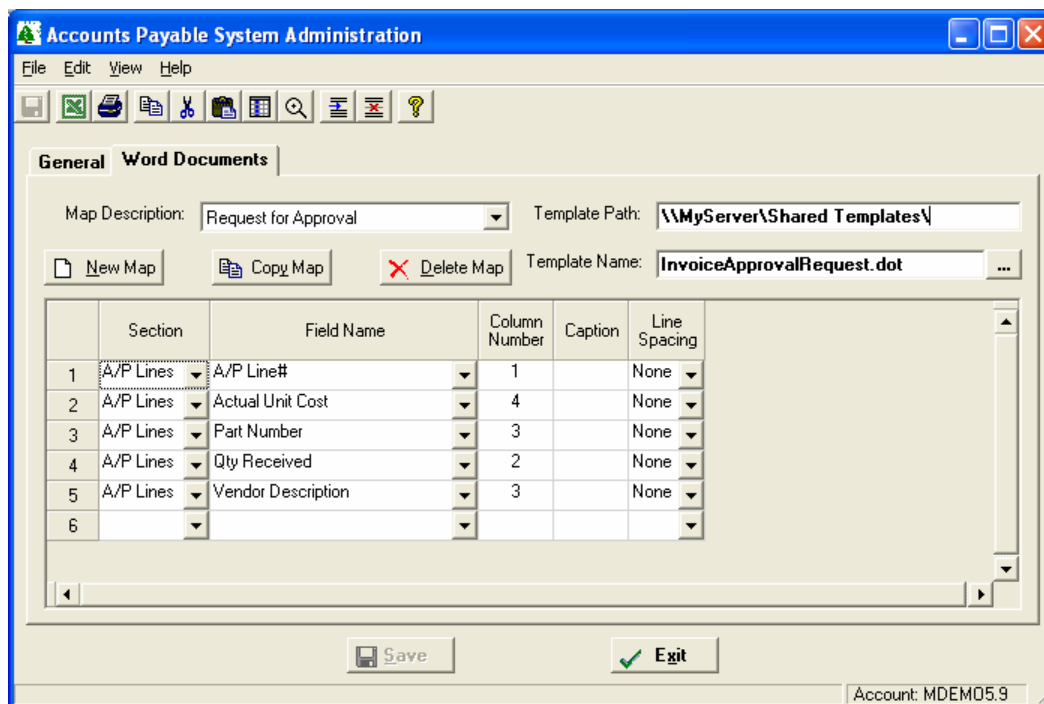 Accounts Payable System Administration
File Edit View Help
General Word Documents
Map Description: Request for Approval Template Path: \\MyServer\Shared Templates\
New Map Copy Map Delete Map Template Name: InvoiceApprovalRequest.dot ...
Section Field Name Column Number Caption Line Spacing
1 A/P Lines A/P Line# 1 None
2 A/P Lines Actual Unit Cost 4 None
3 A/P Lines Part Number 3 None
4 A/P Lines Qty Received 2 None
5 A/P Lines Vendor Description 3 None
6
Save Exit
Account: MDEMO5.9